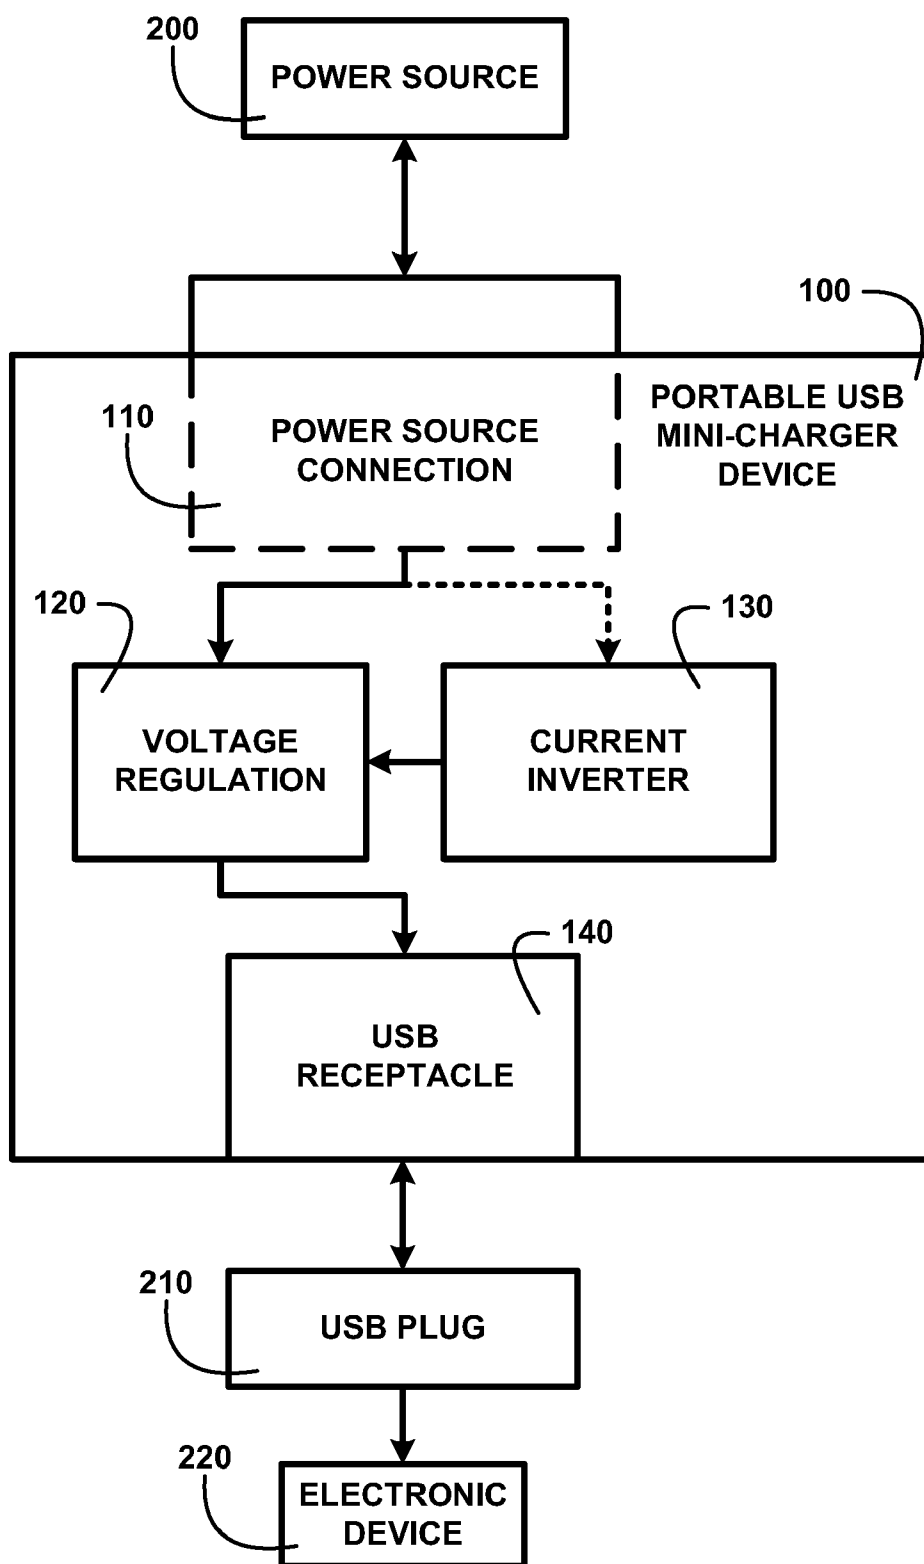 200
POWER SOURCE
100
PORTABLE USB
MINI-CHARGER
DEVICE
110
POWER SOURCE
CONNECTION
120
130
VOLTAGE
REGULATION
CURRENT
INVERTER
140
USB
RECEPTACLE
210
USB PLUG
220
ELECTRONIC
DEVICE